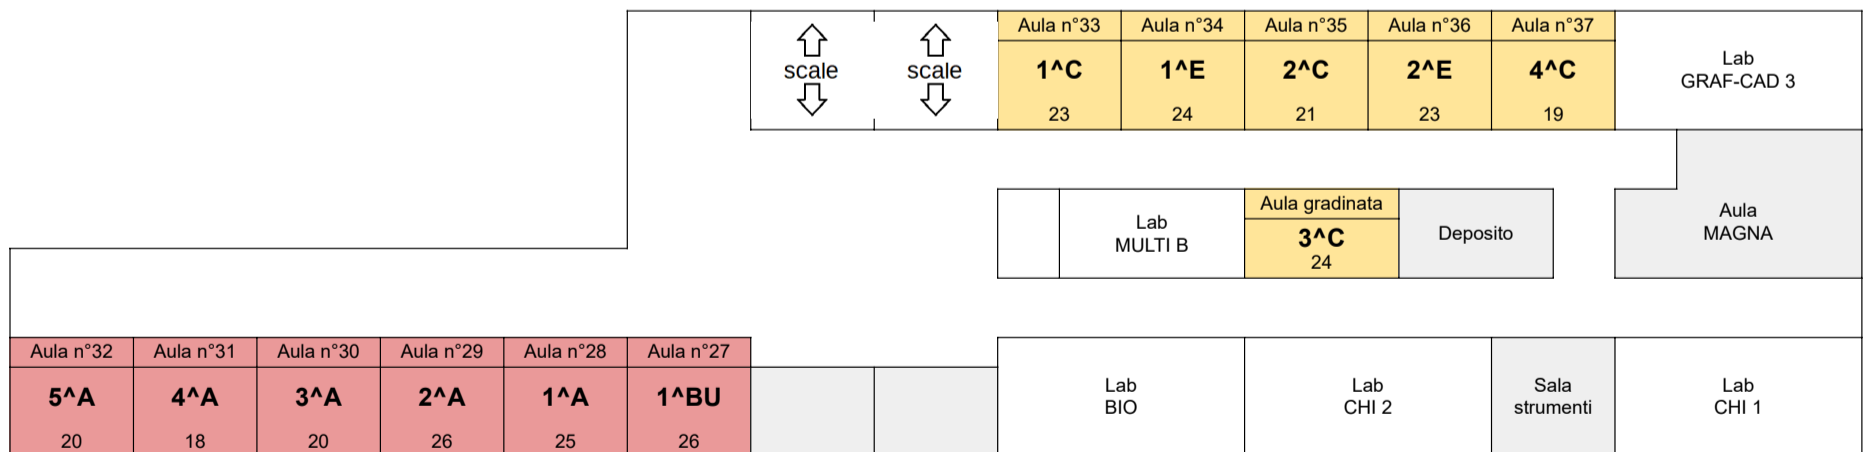 scale
scale
Aula n°33
Aula n°34
Aula n°35
Aula n°36
Aula n°37
1^C
1^E
2^C
2^E
4^C
23
24
21
23
19
Lab
GRAF-CAD 3
Lab
MULTI B
Aula gradinata
3^C
24
Deposito
Aula
MAGNA
Aula n°32
Aula n°31
Aula n°30
Aula n°29
Aula n°28
Aula n°27
5^A
4^A
3^A
2^A
1^A
1^BU
20
18
20
26
25
26
Lab
BIO
Lab
CHI 2
Sala
strumenti
Lab
CHI 1